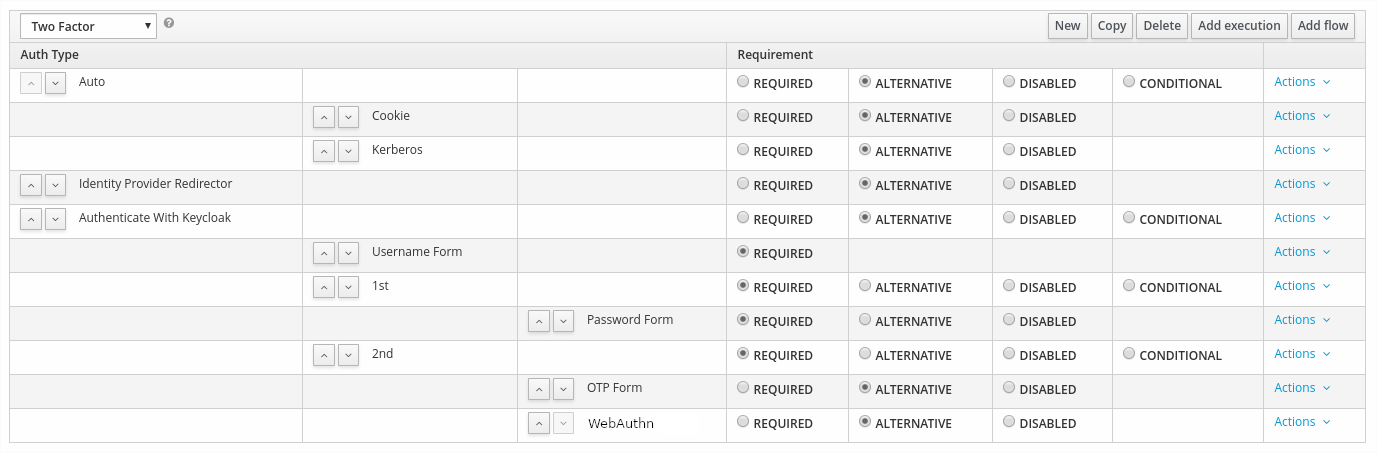 Two Factor New Copy Delete Add execution Add flow
Auth Type Requirement
Auto REQUIRED ALTERNATIVE DISABLED CONDITIONAL Actions
Cookie REQUIRED ALTERNATIVE DISABLED Actions
Kerberos REQUIRED ALTERNATIVE DISABLED Actions
Identity Provider Redirector REQUIRED ALTERNATIVE DISABLED Actions
Authenticate With Keycloak REQUIRED ALTERNATIVE DISABLED CONDITIONAL Actions
Username Form REQUIRED Actions
1st REQUIRED ALTERNATIVE DISABLED CONDITIONAL Actions
Password Form REQUIRED ALTERNATIVE DISABLED Actions
2nd REQUIRED ALTERNATIVE DISABLED CONDITIONAL Actions
OTP Form REQUIRED ALTERNATIVE DISABLED Actions
WebAuthn REQUIRED ALTERNATIVE DISABLED Actions